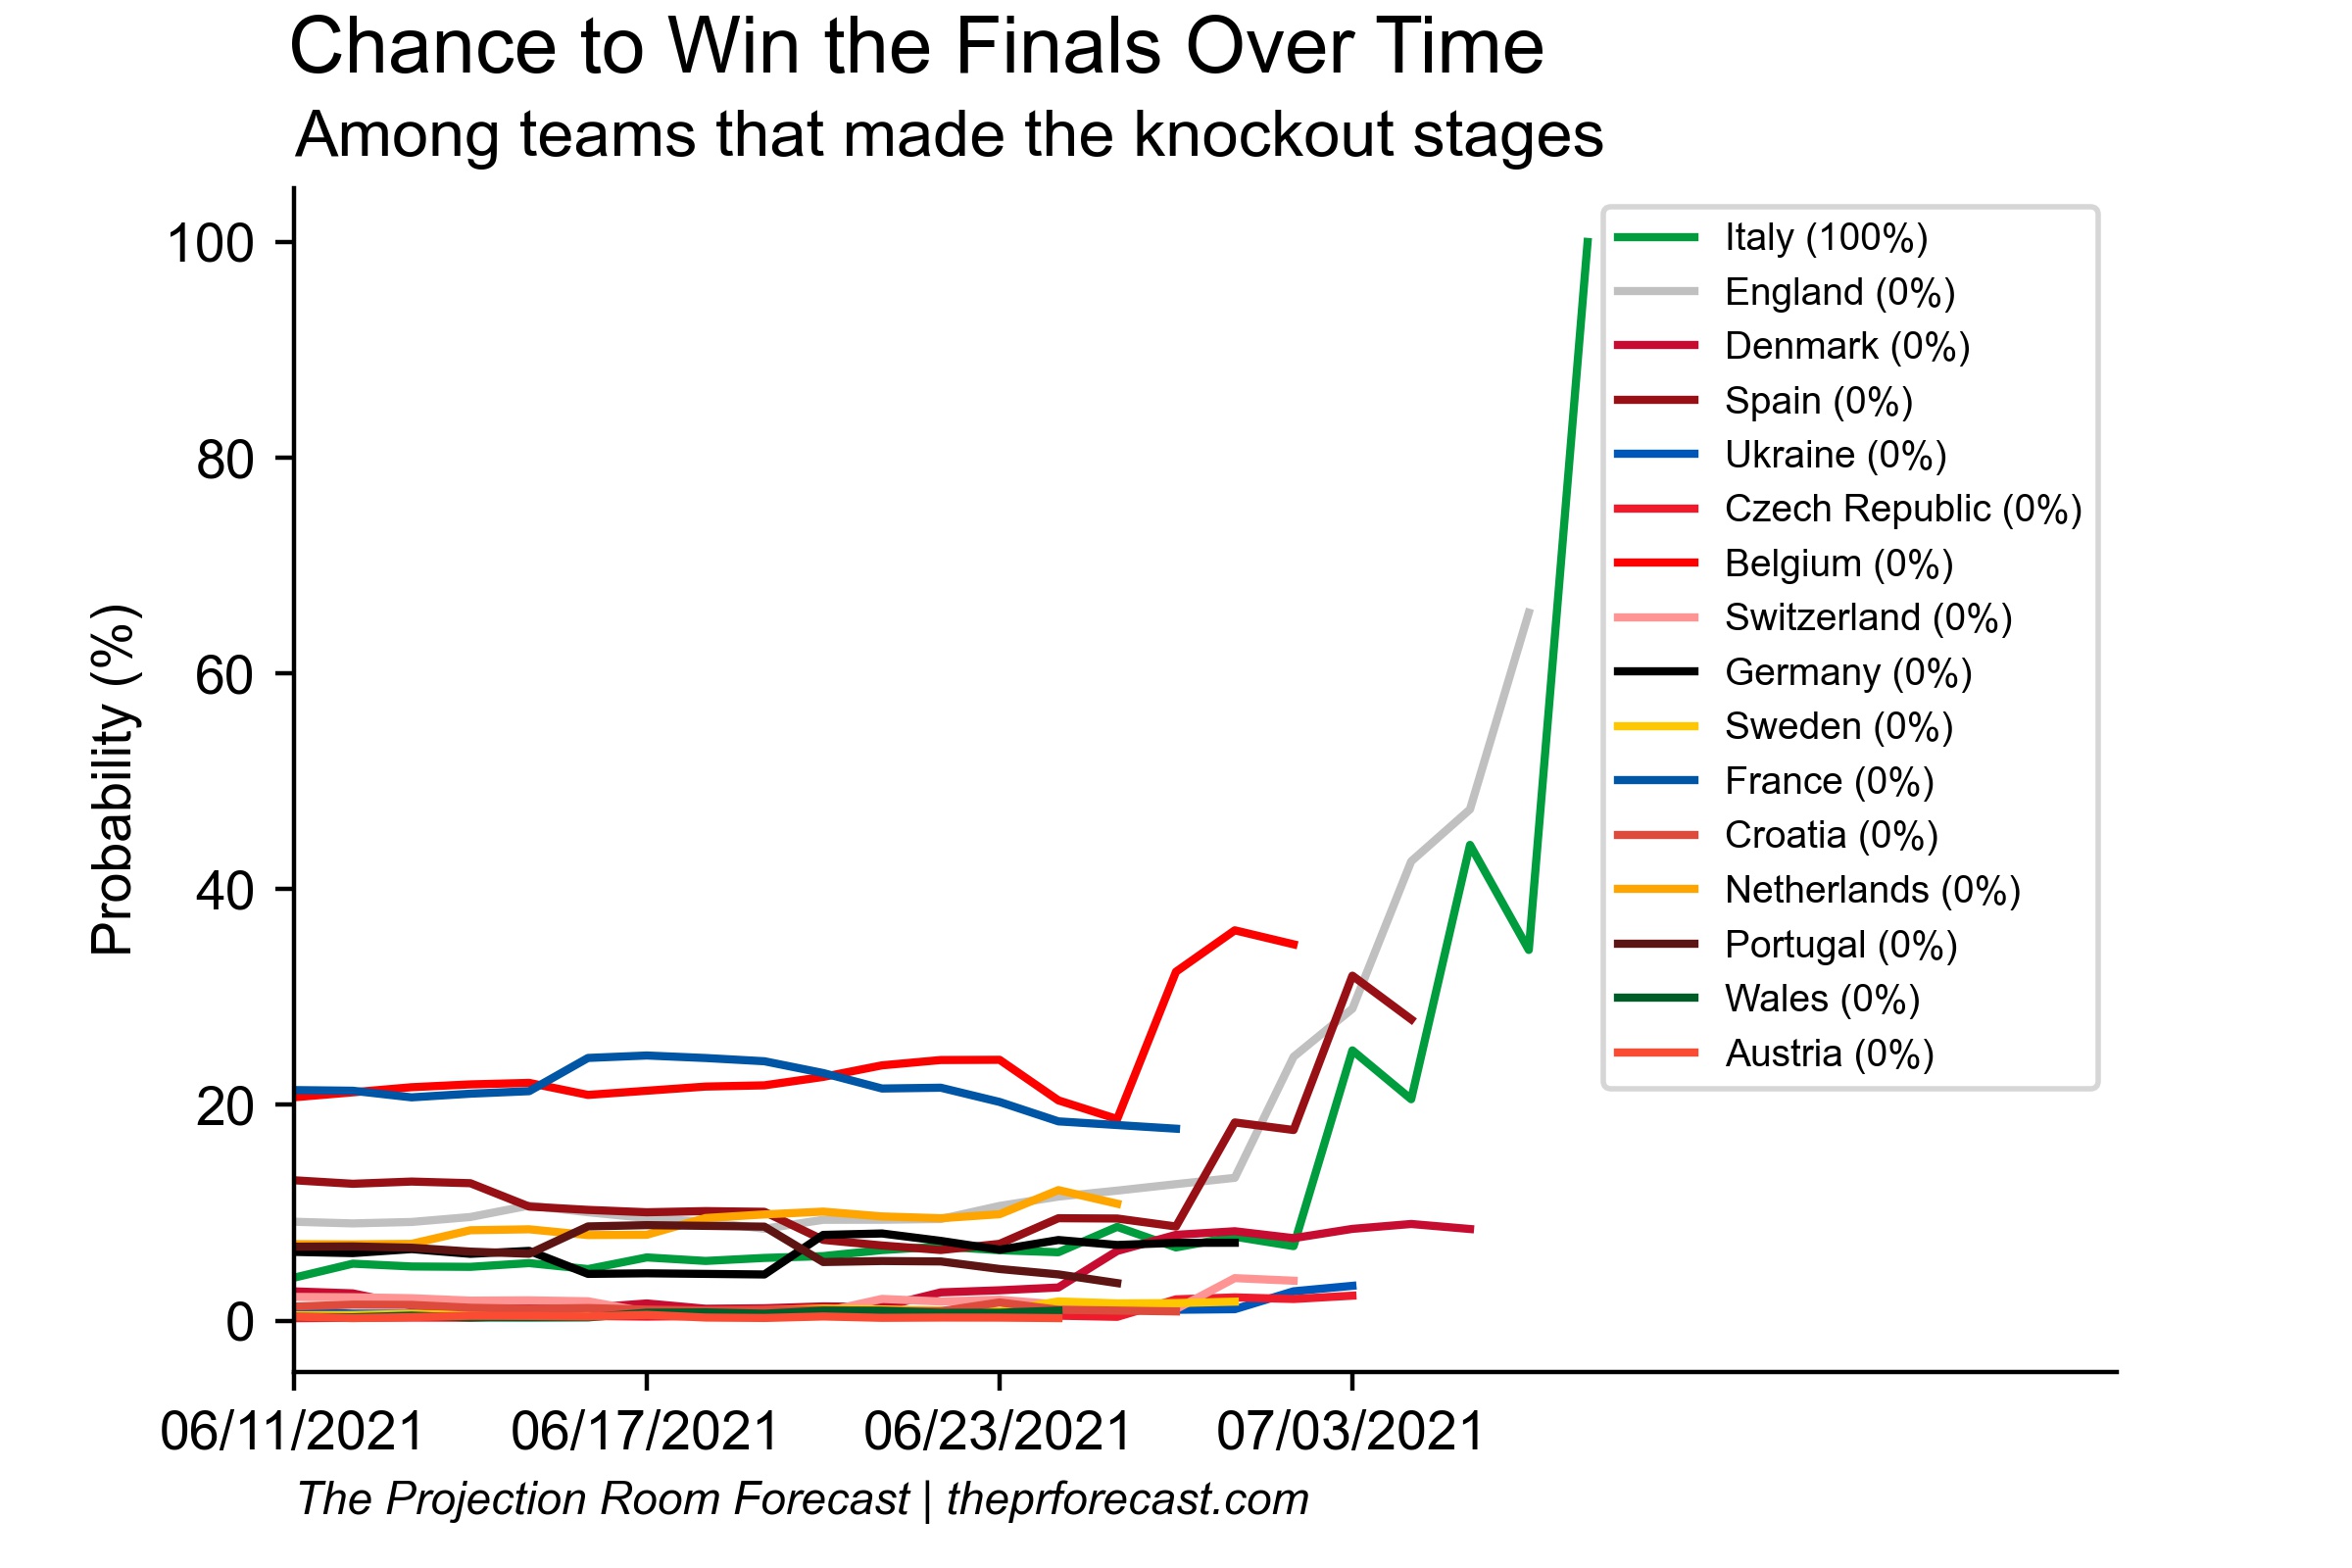 Chance to Win the Finals Over Time
Among teams that made the knockout stages
Probability (%)
100
80
60
40
20
0
06/11/2021
06/17/2021
06/23/2021
07/03/2021
Italy (100%)
England (0%)
Denmark (0%)
Spain (0%)
Ukraine (0%)
Czech Republic (0%)
Belgium (0%)
Switzerland (0%)
Germany (0%)
Sweden (0%)
France (0%)
Croatia (0%)
Netherlands (0%)
Portugal (0%)
Wales (0%)
Austria (0%)
The Projection Room Forecast | theprforecast.com